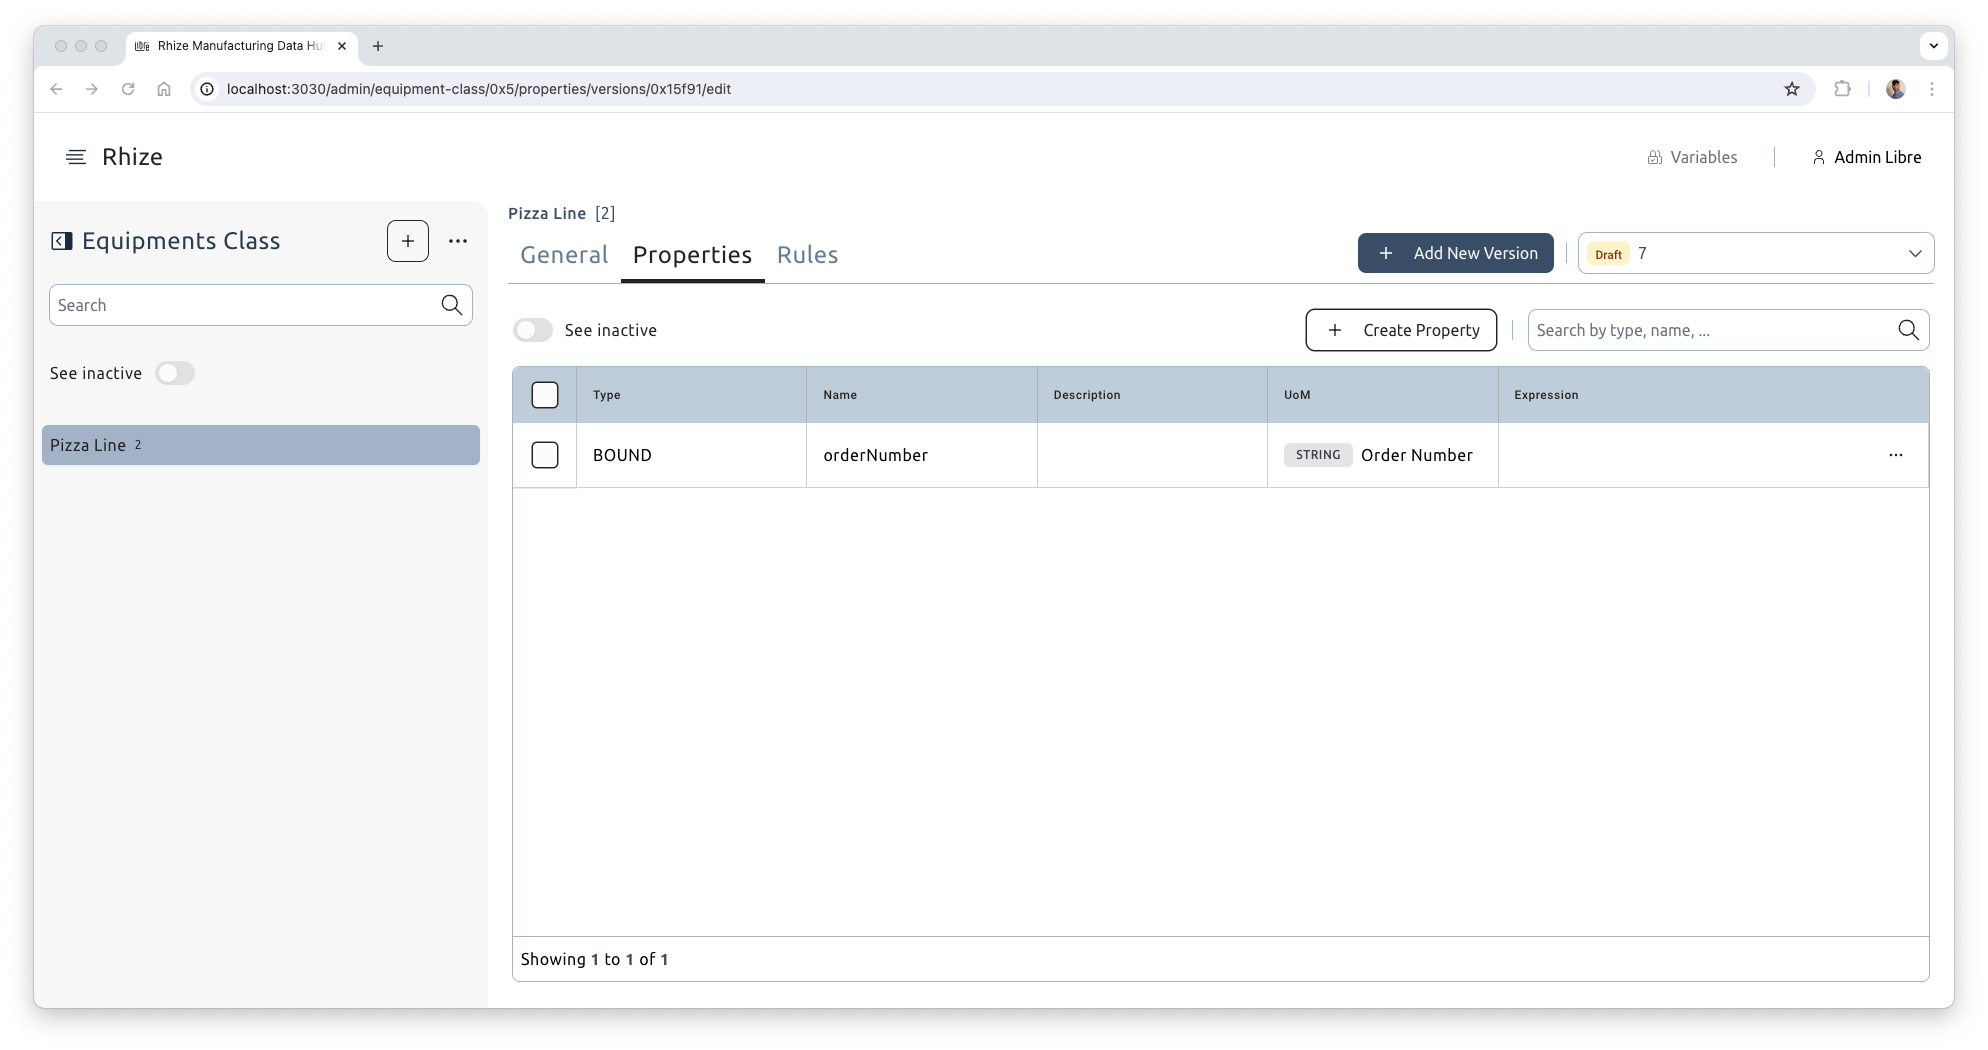 Rhize Manufacturing Data Hu
localhost:3030/admin/equipment-class/0x5/properties/versions/0x15f91/edit
Rhize
Variables
Admin Libre
Equipments Class
Search
See inactive
Pizza Line 2
Pizza Line [2]
General Properties Rules
Add New Version
Draft 7
See inactive
Create Property
Search by type, name, ...
Type Name Description UoM Expression
BOUND orderNumber STRING Order Number
Showing 1 to 1 of 1